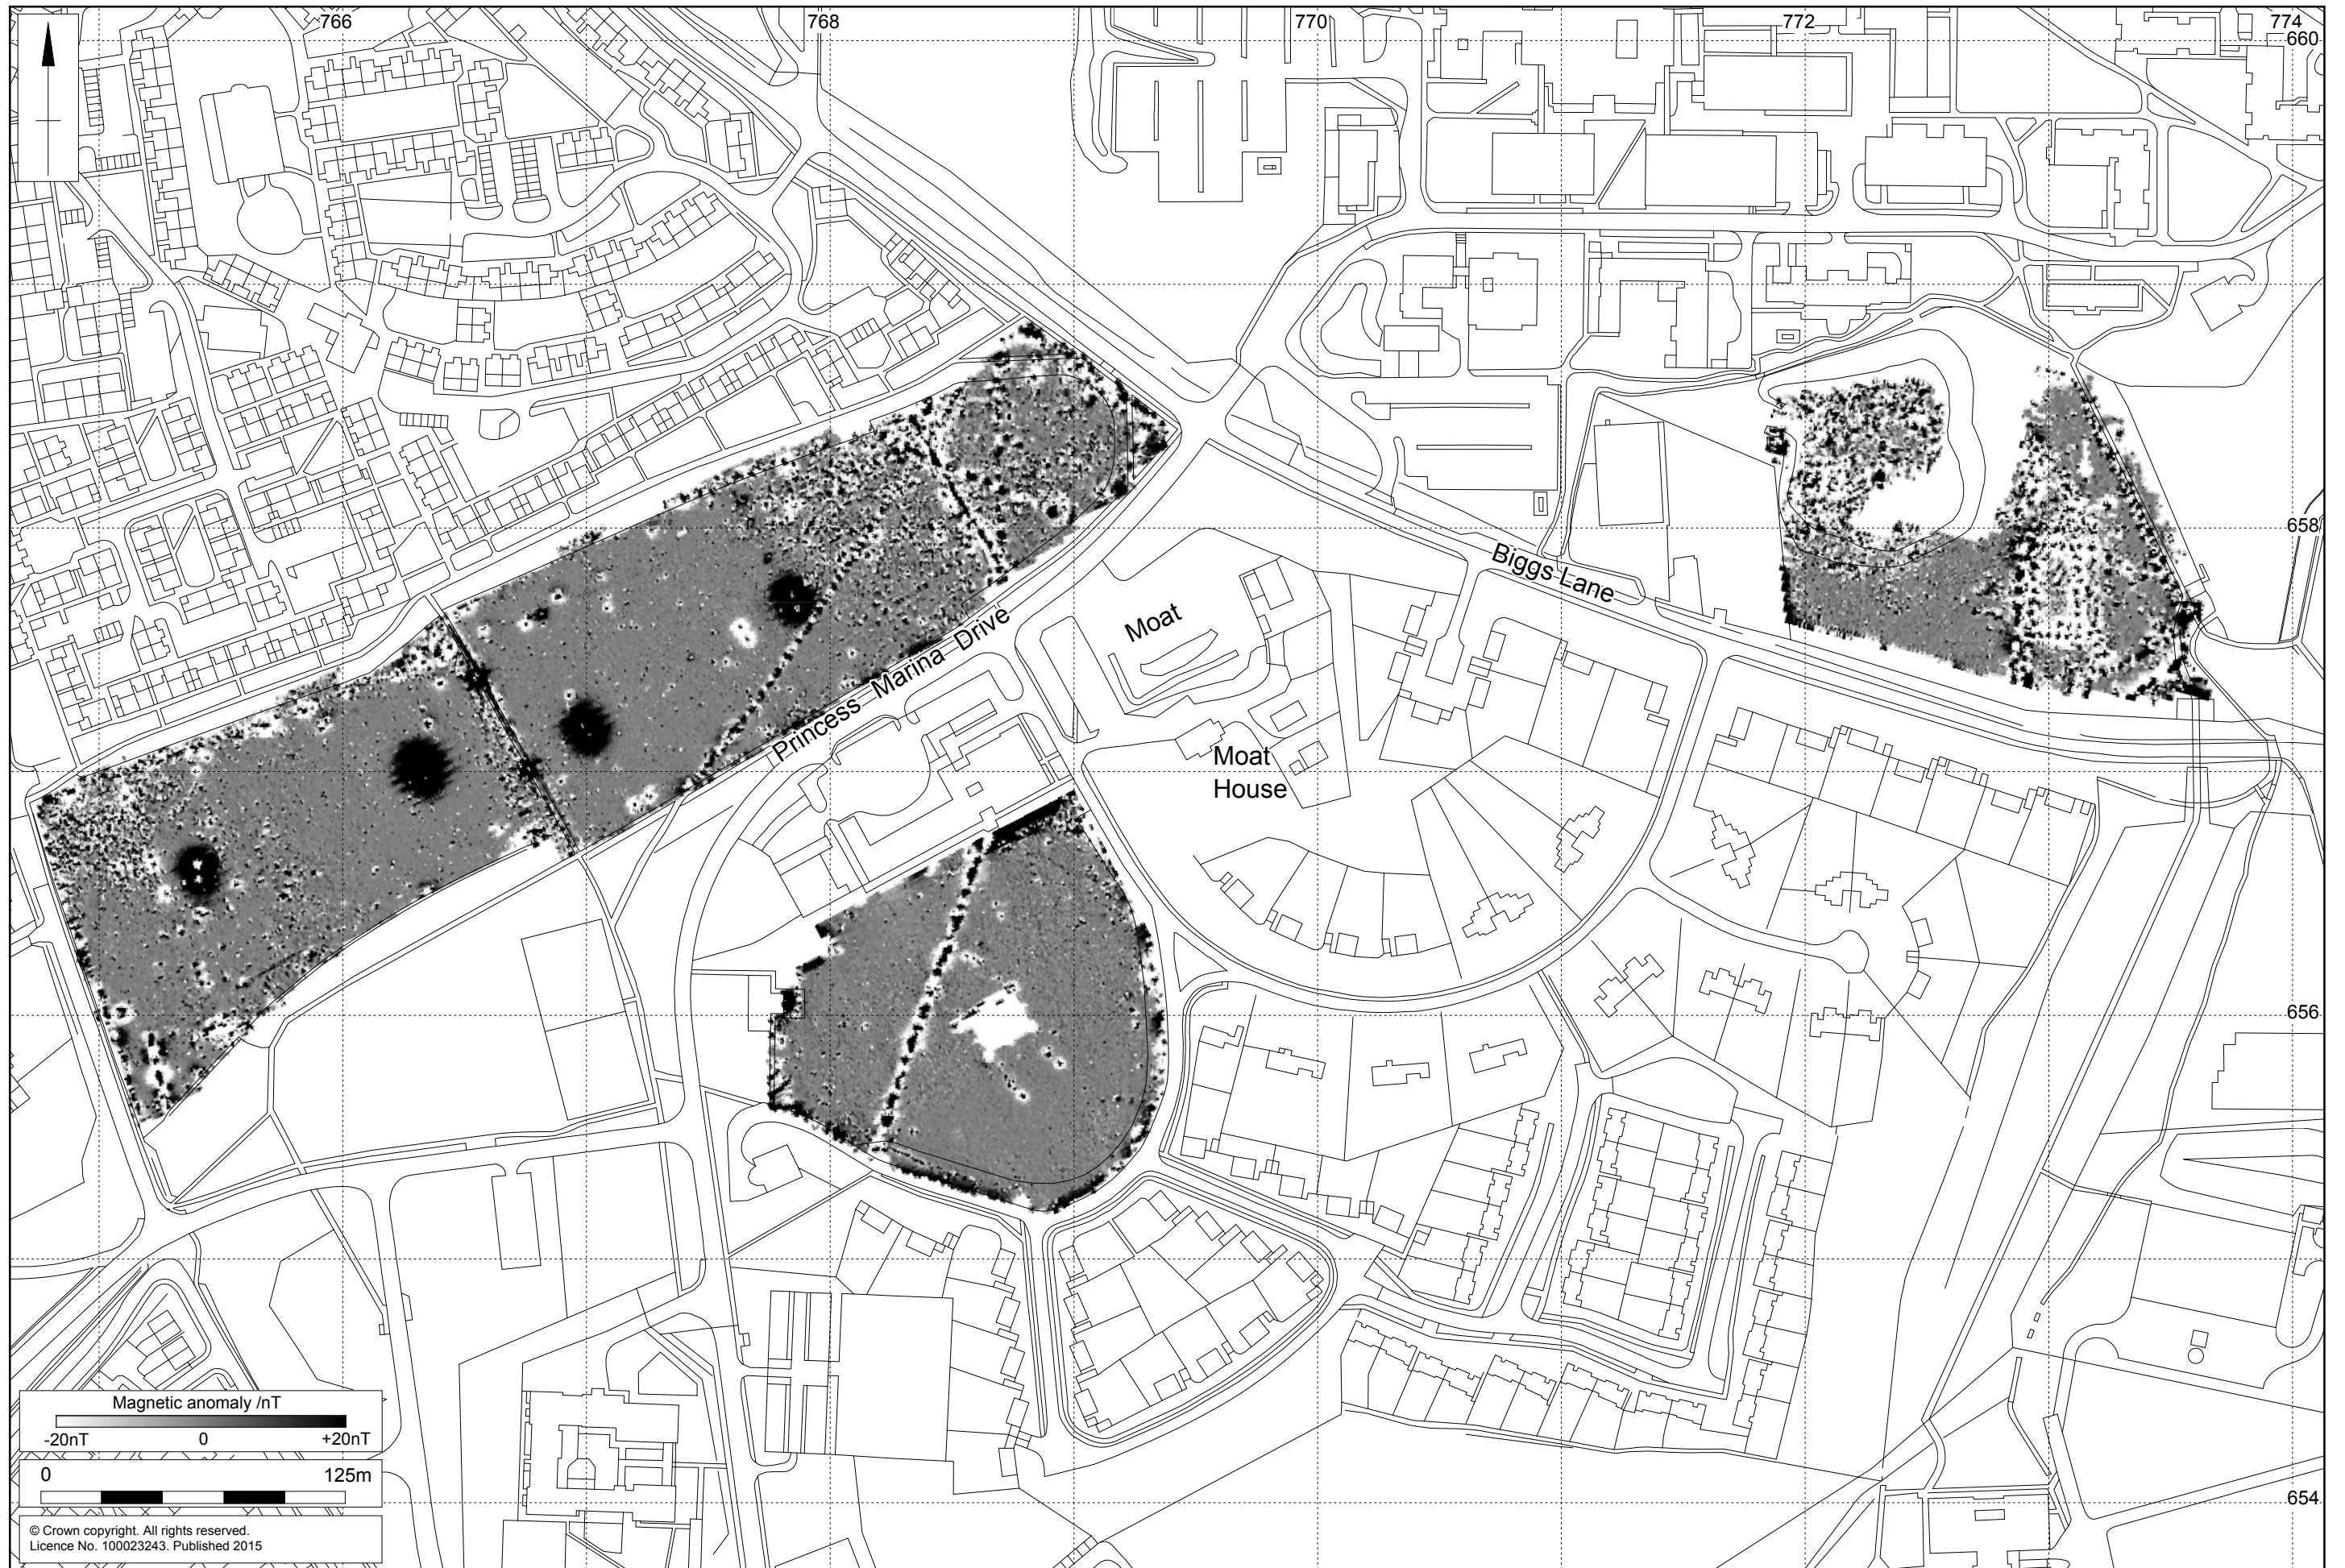 766
768
770
772
774
660
658
Biggs Lane
Moat
Princess Marina Drive
Moat
House
656
Magnetic anomaly /nT
-20nT 0 +20nT
0 125m
654
© Crown copyright. All rights reserved.
Licence No. 100023243. Published 2015